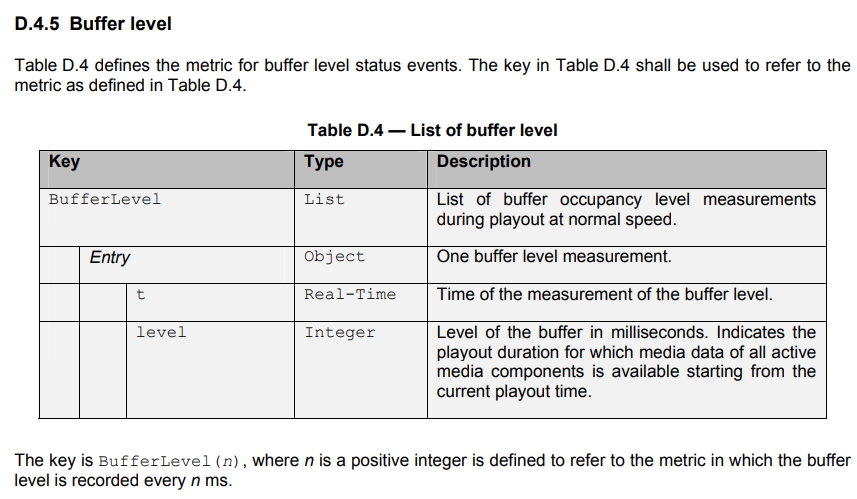 D.4.5 Buffer level
Table D.4 defines the metric for buffer level status events. The key in Table D.4 shall be used to refer to the
metric as defined in Table D.4.
Table D.4 — List of buffer level
Key Type Description
BufferLevel List List of buffer occupancy level measurements
during playout at normal speed.
Entry Object One buffer level measurement.
t Real-Time Time of the measurement of the buffer level.
level Integer Level of the buffer in milliseconds. Indicates the
playout duration for which media data of all active
media components is available starting from the
current playout time.
The key is BufferLevel(n), where n is a positive integer is defined to refer to the metric in which the buffer
level is recorded every n ms.